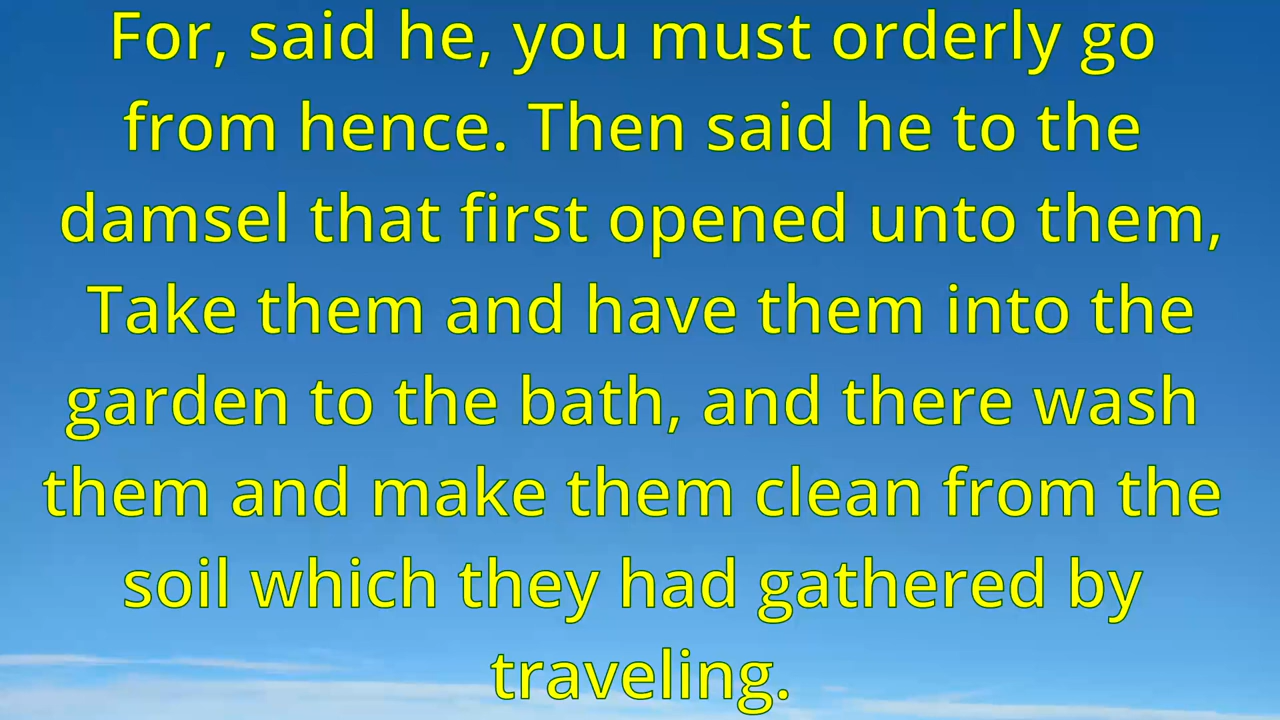 For, said he, you must orderly go
from hence. Then said he to the
damsel that first opened unto them,
Take them and have them into the
garden to the bath, and there wash
them and make them clean from the
soil which they had gathered by
traveling.